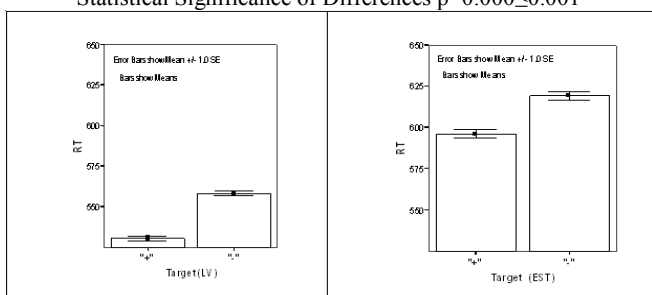 Statistical Significance of Differences p=0.000≤0.001
650
Error Bars show Mean +/- 1.0 SE
Bars show Means
625
600
RT
575
550
"+"
"-"
Target (LV)
650
Error Bars show Mean +/- 1.0 SE
Bars show Means
625
600
RT
575
550
"+"
"-"
Target (EST)